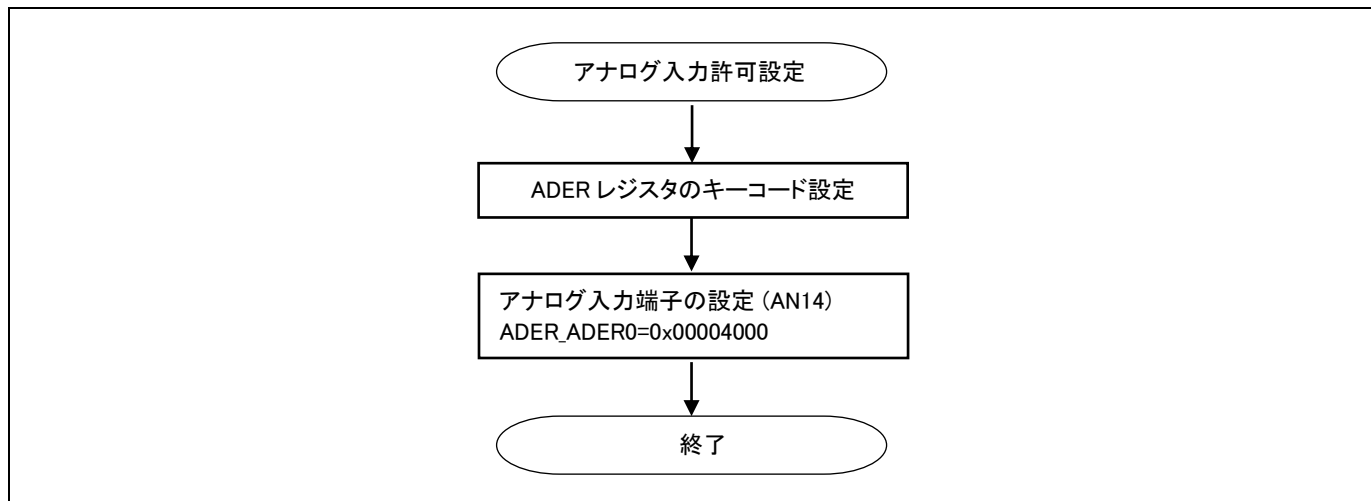 アナログ入力許可設定
ADER レジスタのキーコード設定
アナログ入力端子の設定 (AN14)
ADER_ADER0=0x00004000
終了